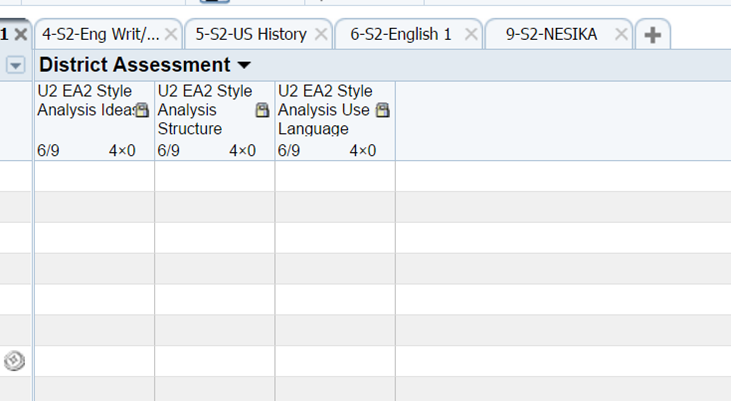 1 4-S2-Eng Writ/... 5-S2-US History 6-S2-English 1 9-S2-NESIKA
District Assessment
U2 EA2 Style
Analysis Ideas
6/9 4×0
U2 EA2 Style
Analysis
Structure
6/9 4×0
U2 EA2 Style
Analysis Use
Language
6/9 4×0